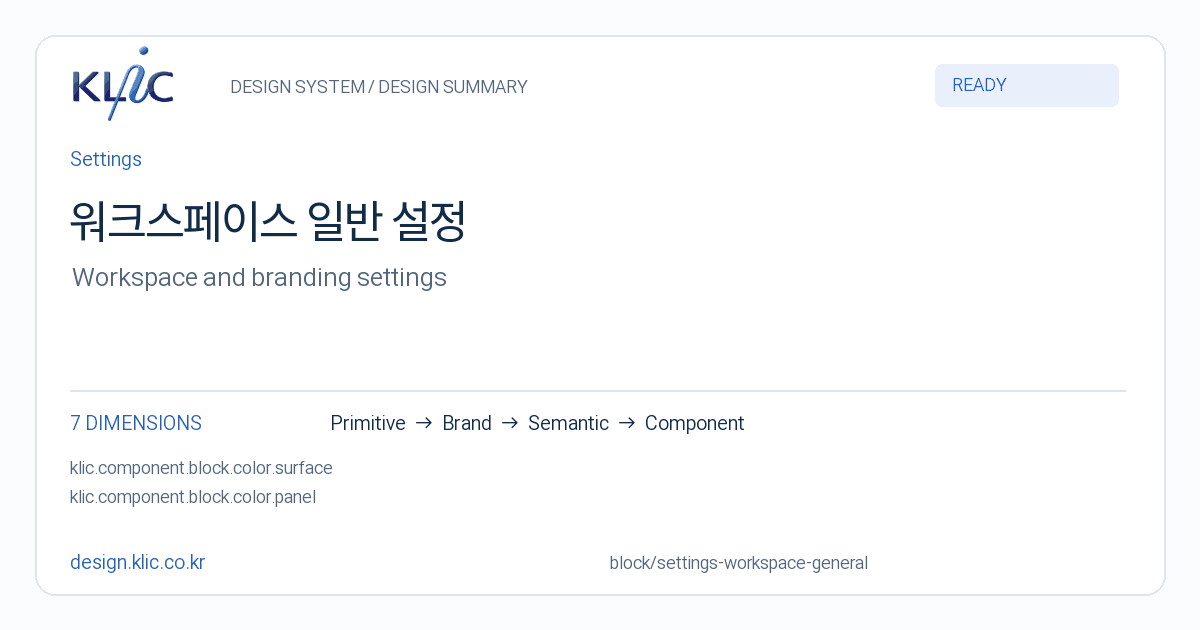 KLIC
DESIGN SYSTEM / DESIGN SUMMARY
READY
Settings
워크스페이스 일반 설정
Workspace and branding settings
7 DIMENSIONS
Primitive → Brand → Semantic → Component
klic.component.block.color.surface
klic.component.block.color.panel
design.klic.co.kr
block/settings-workspace-general